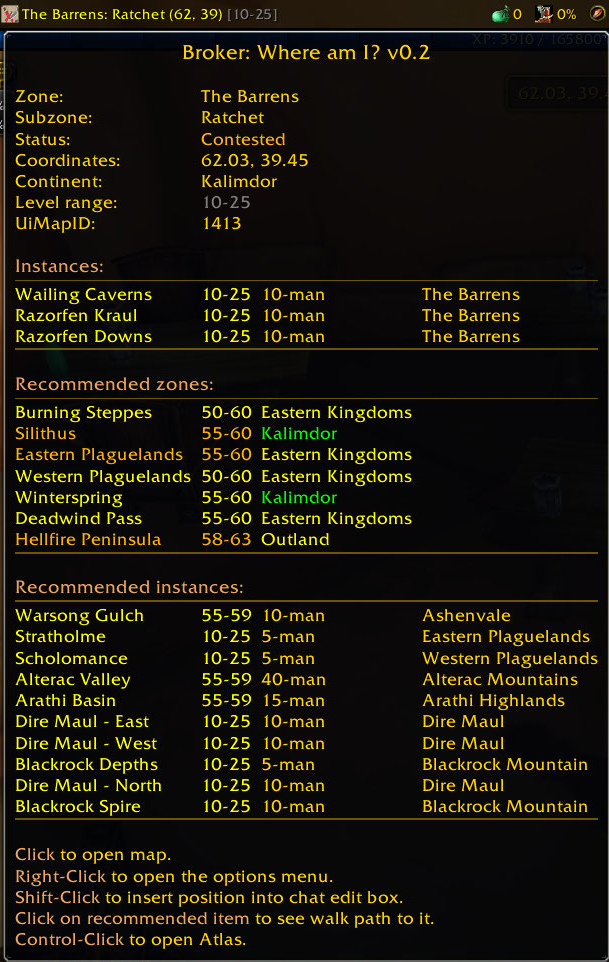 The Barrens: Ratchet (62, 39) [10-25] 0 0%
XP: 3910 / 165800
Broker: Where am I? v0.2
62.03, 39.
Zone: The Barrens
Subzone: Ratchet
Status: Contested
Coordinates: 62.03, 39.45
Continent: Kalimdor
Level range: 10-25
UiMapID: 1413
Instances:
Wailing Caverns 10-25 10-man The Barrens
Razorfen Kraul 10-25 10-man The Barrens
Razorfen Downs 10-25 10-man The Barrens
Recommended zones:
Burning Steppes 50-60 Eastern Kingdoms
Silithus 55-60 Kalimdor
Eastern Plaguelands 55-60 Eastern Kingdoms
Western Plaguelands 50-60 Eastern Kingdoms
Winterspring 55-60 Kalimdor
Deadwind Pass 55-60 Eastern Kingdoms
Hellfire Peninsula 58-63 Outland
Recommended instances:
Warsong Gulch 55-59 10-man Ashenvale
Stratholme 10-25 5-man Eastern Plaguelands
Scholomance 10-25 5-man Western Plaguelands
Alterac Valley 55-59 40-man Alterac Mountains
Arathi Basin 55-59 15-man Arathi Highlands
Dire Maul - East 10-25 10-man Dire Maul
Dire Maul - West 10-25 10-man Dire Maul
Blackrock Depths 10-25 5-man Blackrock Mountain
Dire Maul - North 10-25 10-man Dire Maul
Blackrock Spire 10-25 10-man Blackrock Mountain
Click to open map.
Right-Click to open the options menu.
Shift-Click to insert position into chat edit box.
Click on recommended item to see walk path to it.
Control-Click to open Atlas.